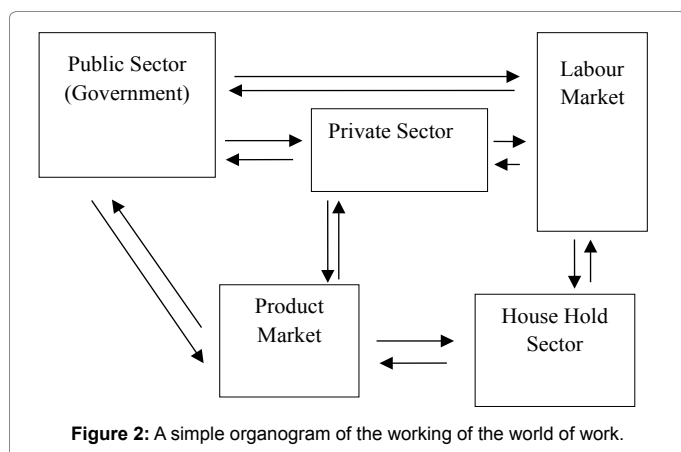 Public Sector
(Government)
Labour
Market
Private Sector
Product
Market
House Hold
Sector
Figure 2: A simple organogram of the working of the world of work.